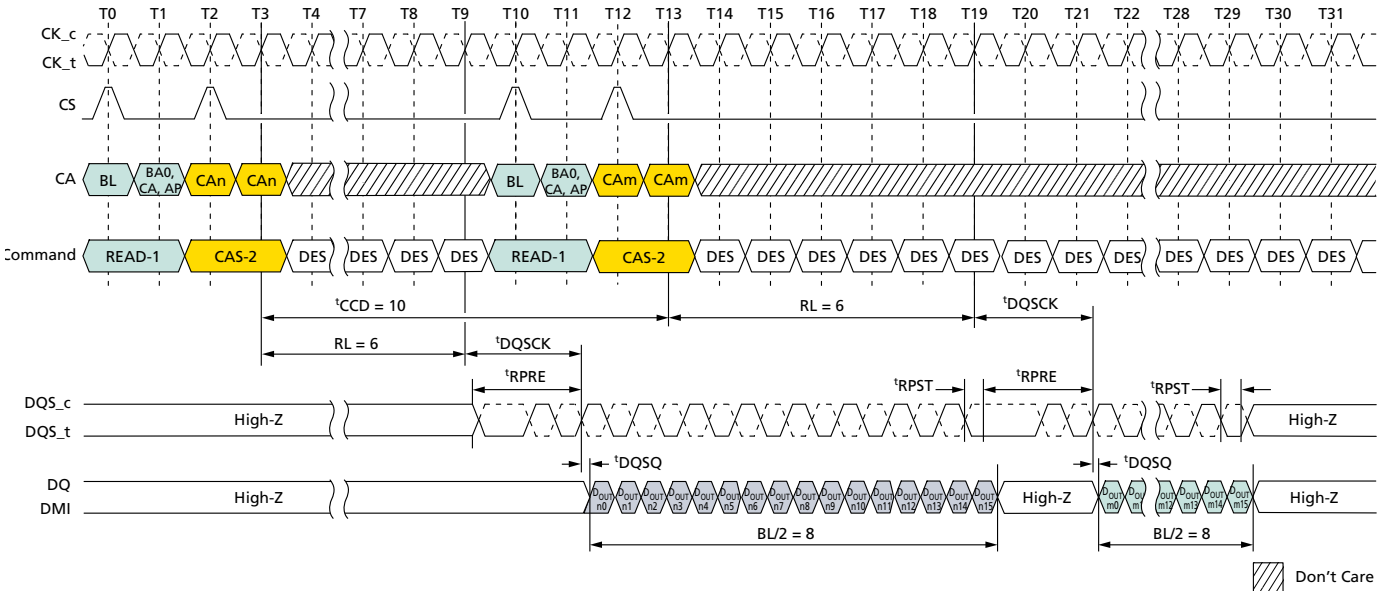 T0 T1 T2 T3 T4 T7 T8 T9 T10 T11 T12 T13 T14 T15 T16 T17 T18 T19 T20 T21 T22 T28 T29 T30 T31
CK_c
CK_t
CS
CA BL BA0, CA, AP CAn CAn BL BA0, CA, AP CAm CAm
Command READ-1 CAS-2 DES DES DES DES READ-1 CAS-2 DES DES DES DES DES DES DES DES DES DES DES DES DES
tCCD = 10 RL = 6 tDQSCK
RL = 6 tDQSCK
tRPRE tRPST tRPRE tRPST
DQS_c
DQS_t
High-Z High-Z
tDQSQ tDQSQ
DQ
DMI
High-Z DOUT n0 DOUT n1 DOUT n2 DOUT n3 DOUT n4 DOUT n5 DOUT n6 DOUT n7 DOUT n8 DOUT n9 DOUT n10 DOUT n11 DOUT n12 DOUT n13 DOUT n14 DOUT n15 High-Z DOUT m0 DOUT m12 DOUT m13 DOUT m14 DOUT m15 High-Z
BL/2 = 8 BL/2 = 8
Don't Care